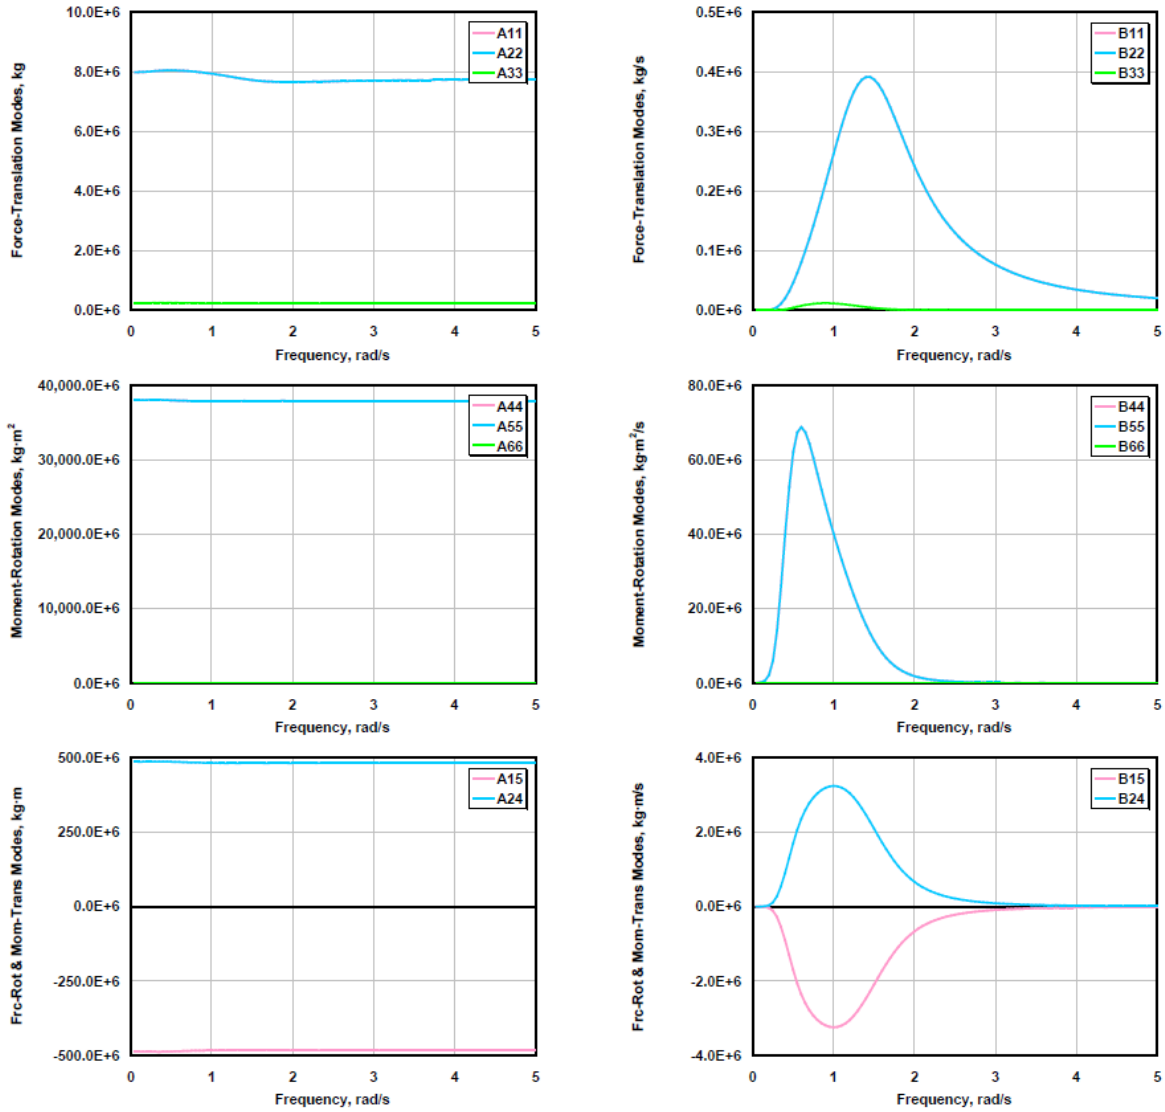 10.0E+6
8.0E+6
6.0E+6
4.0E+6
2.0E+6
0.0E+6
Force-Translation Modes, kg
A11
A22
A33
0 1 2 3 4 5
Frequency, rad/s
0.5E+6
0.4E+6
0.3E+6
0.2E+6
0.1E+6
0.0E+6
Force-Translation Modes, kg/s
B11
B22
B33
0 1 2 3 4 5
Frequency, rad/s
40,000.0E+6
30,000.0E+6
20,000.0E+6
10,000.0E+6
0.0E+6
Moment-Rotation Modes, kg·m²
A44
A55
A66
0 1 2 3 4 5
Frequency, rad/s
80.0E+6
60.0E+6
40.0E+6
20.0E+6
0.0E+6
Moment-Rotation Modes, kg·m²/s
B44
B55
B66
0 1 2 3 4 5
Frequency, rad/s
500.0E+6
250.0E+6
0.0E+6
-250.0E+6
-500.0E+6
Frc-Rot & Mom-Trans Modes, kg·m
A15
A24
0 1 2 3 4 5
Frequency, rad/s
4.0E+6
2.0E+6
0.0E+6
-2.0E+6
-4.0E+6
Frc-Rot & Mom-Trans Modes, kg·m/s
B15
B24
0 1 2 3 4 5
Frequency, rad/s